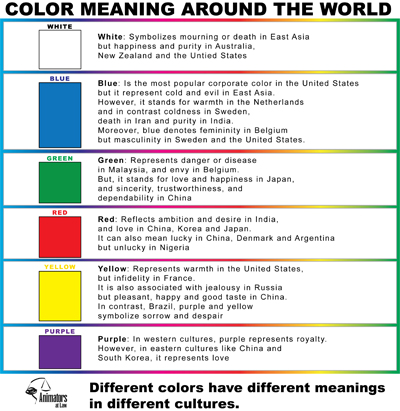 COLOR MEANING AROUND THE WORLD
WHITE
White: Symbolizes mourning or death in East Asia
but happiness and purity in Australia,
New Zealand and the Untied States
BLUE
Blue: Is the most popular corporate color in the United States
but it represent cold and evil in East Asia.
However, it stands for warmth in the Netherlands
and in contrast coldness in Sweden,
death in Iran and purity in India.
Moreover, blue denotes femininity in Belgium
but masculinity in Sweden and the United States.
GREEN
Green: Represents danger or disease
in Malaysia, and envy in Belgium.
But, it stands for love and happiness in Japan,
and sincerity, trustworthiness, and
dependability in China
RED
Red: Reflects ambition and desire in India,
and love in China, Korea and Japan.
It can also mean lucky in China, Denmark and Argentina
but unlucky in Nigeria
YELLOW
Yellow: Represents warmth in the United States,
but infidelity in France.
It is also associated with jealousy in Russia
but pleasant, happy and good taste in China.
In contrast, Brazil, purple and yellow
symbolize sorrow and despair
PURPLE
Purple: In western cultures, purple represents royalty.
However, in eastern cultures like China and
South Korea, it represents love
Animators
at Law
Different colors have different meanings
in different cultures.